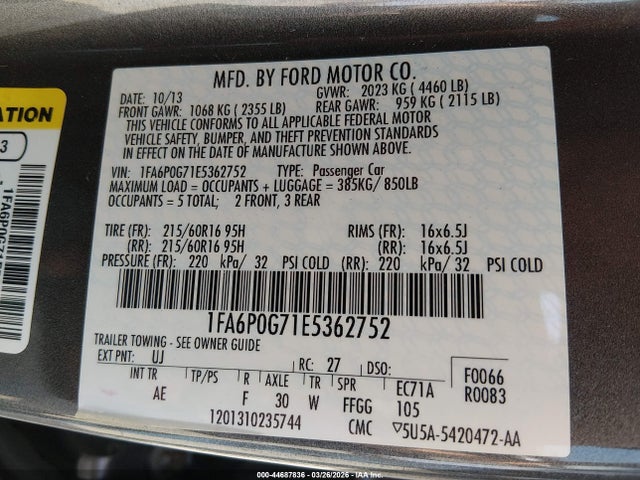 MFD. BY FORD MOTOR CO.
DATE: 10/13 GVWR: 2023 KG ( 4460 LB)
FRONT GAWR: 1068 KG ( 2355 LB) REAR GAWR: 959 KG ( 2115 LB)
THIS VEHICLE CONFORMS TO ALL APPLICABLE FEDERAL MOTOR
VEHICLE SAFETY, BUMPER, AND THEFT PREVENTION STANDARDS
IN EFFECT ON THE DATE OF MANUFACTURE SHOWN ABOVE.
VIN: 1FA6P0G71E5362752 TYPE: Passenger Car
MAXIMUM LOAD = OCCUPANTS + LUGGAGE = 385KG/ 850LB
OCCUPANTS = 5 TOTAL; 2 FRONT, 3 REAR
TIRE (FR): 215/60R16 95H RIMS (FR): 16x6.5J
(RR): 215/60R16 95H (RR): 16x6.5J
PRESSURE (FR): 220 kPa/ 32 PSI COLD (RR): 220 kPa/ 32 PSI COLD
1FA6P0G71E5362752
TRAILER TOWING - SEE OWNER GUIDE
EXT PNT: UJ RC: 27 DSO: F0066
INT TR TP/PS R AXLE TR SPR EC71A R0083
AE F 30 W FFGG 105
1201310235744 CMC ▽5U5A-5420472-AA
ATION
3
1FA6P0G71E5
000-44687836 - 03/26/2026 - IAA Inc.